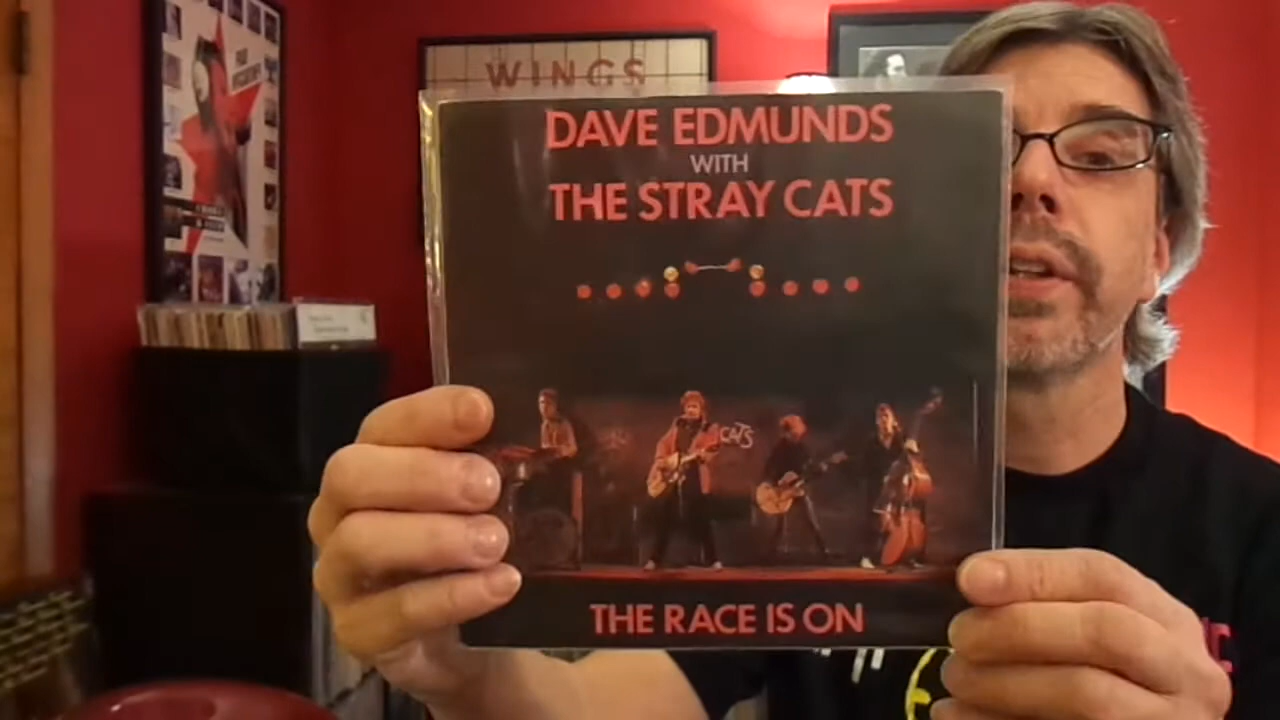 WINGS
DAVE EDMUNDS
WITH
THE STRAY CATS
CATS
THE RACE IS ON